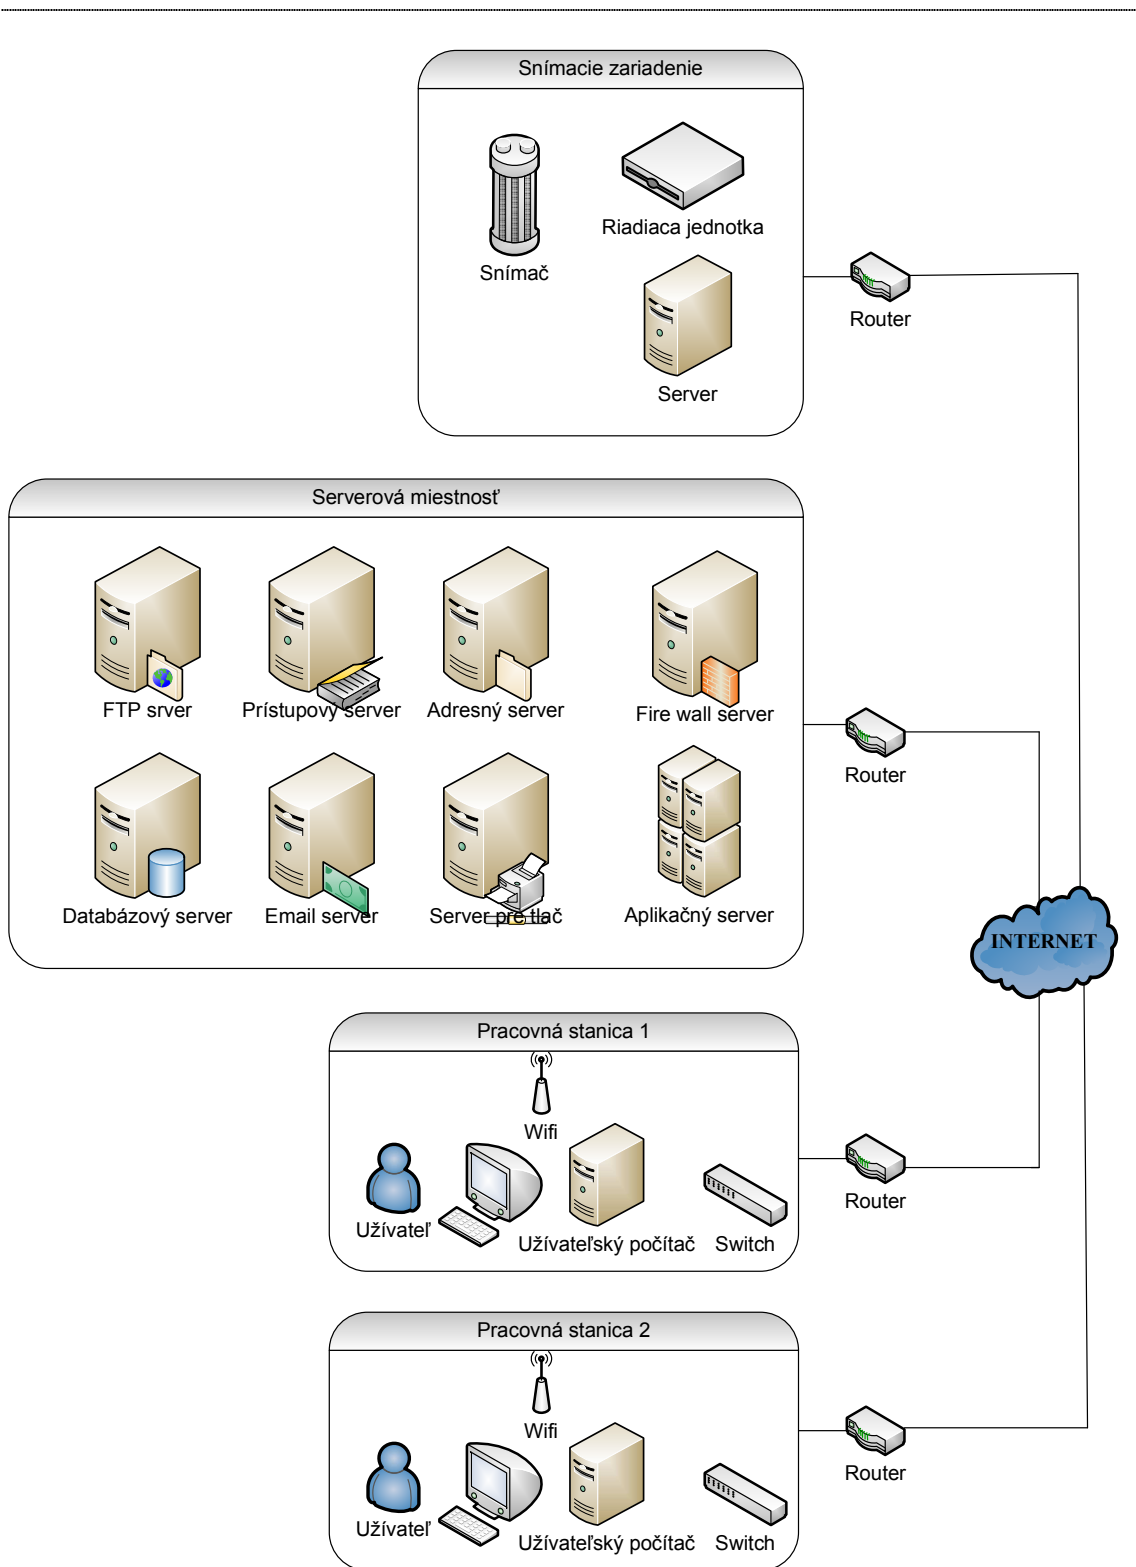 Snímacie zariadenie
Riadiaca jednotka
Snímač
Router
Server
Serverová miestnosť
FTP srver
Prístupový server
Adresný server
Fire wall server
Router
Databázový server
Email server
Server pre tlač
Aplikačný server
INTERNET
Pracovná stanica 1
Wifi
Užívateľ
Užívateľský počítač
Switch
Router
Pracovná stanica 2
Wifi
Užívateľ
Užívateľský počítač
Switch
Router